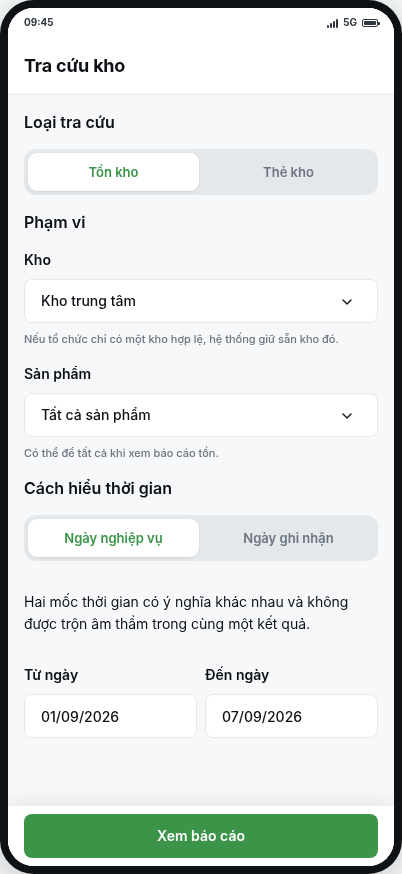 09:45
5G
Tra cứu kho
Loại tra cứu
Tồn kho
Thẻ kho
Phạm vi
Kho
Kho trung tâm
Nếu tổ chức chỉ có một kho hợp lệ, hệ thống giữ sẵn kho đó.
Sản phẩm
Tất cả sản phẩm
Có thể để tất cả khi xem báo cáo tồn.
Cách hiểu thời gian
Ngày nghiệp vụ
Ngày ghi nhận
Hai mốc thời gian có ý nghĩa khác nhau và không
được trộn âm thầm trong cùng một kết quả.
Từ ngày
Đến ngày
01/09/2026
07/09/2026
Xem báo cáo